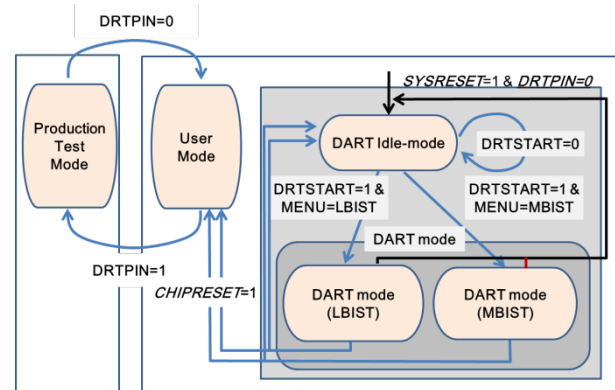 DRTPIN=0
SYSRESET=1 & DRTPIN=0
Production
Test
Mode
User
Mode
DART Idle-mode
DRTSTART=0
DRTSTART=1 &
MENU=LBIST
DRTSTART=1 &
MENU=MBIST
DART mode
DRTPIN=1
CHIPRESET=1
DART mode
(LBIST)
DART mode
(MBIST)